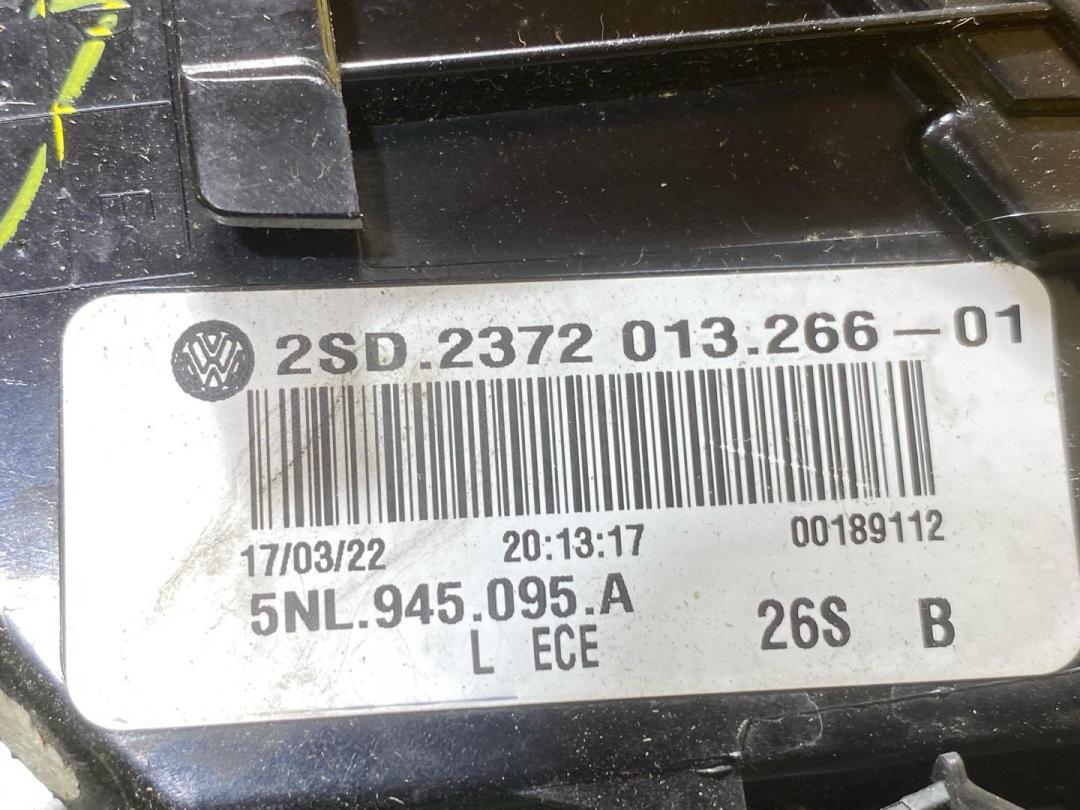 2SD.2372 013.266-01
17/03/22 20:13:17 00189112
5NL.945.095.A
L ECE 26S B